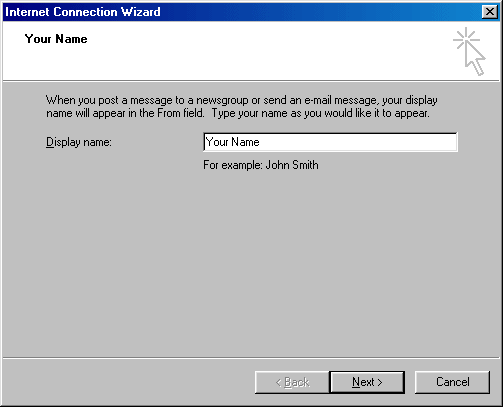 Internet Connection Wizard
Your Name
When you post a message to a newsgroup or send an e-mail message, your display
name will appear in the From field. Type your name as you would like it to appear.
Display name:
Your Name
For example: John Smith
< Back
Next >
Cancel